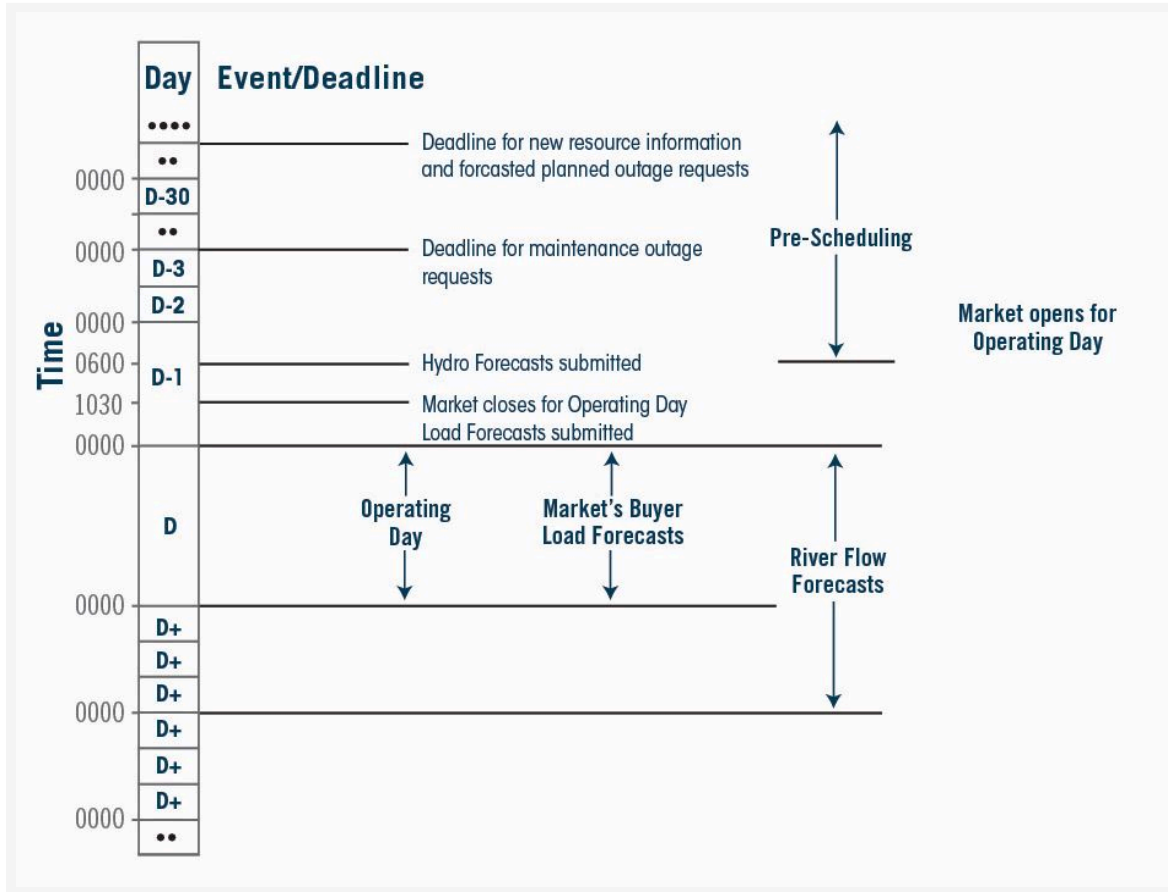 Day Event/Deadline
••••
Deadline for new resource information
and forcasted planned outage requests
••
0000
D-30
••
0000
Deadline for maintenance outage
requests
Pre-Scheduling
D-3
D-2
0000
Market opens for
Operating Day
Time
0600
Hydro Forecasts submitted
D-1
1030
Market closes for Operating Day
Load Forecasts submitted
0000
Operating
Day
Market's Buyer
Load Forecasts
D
River Flow
Forecasts
0000
D+
D+
D+
0000
D+
D+
D+
0000
••